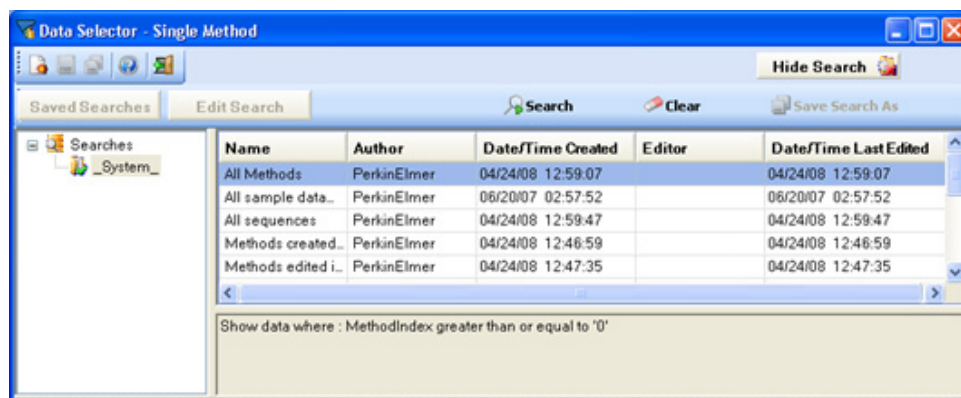 Data Selector - Single Method
Hide Search
Saved Searches Edit Search Search Clear Save Search As
Searches
_System_
Name Author Date/Time Created Editor Date/Time Last Edited
All Methods PerkinElmer 04/24/08 12:59:07 04/24/08 12:59:07
All sample data... PerkinElmer 06/20/07 02:57:52 06/20/07 02:57:52
All sequences PerkinElmer 04/24/08 12:59:47 04/24/08 12:59:47
Methods created... PerkinElmer 04/24/08 12:46:59 04/24/08 12:46:59
Methods edited i... PerkinElmer 04/24/08 12:47:35 04/24/08 12:47:35
Show data where : MethodIndex greater than or equal to '0'